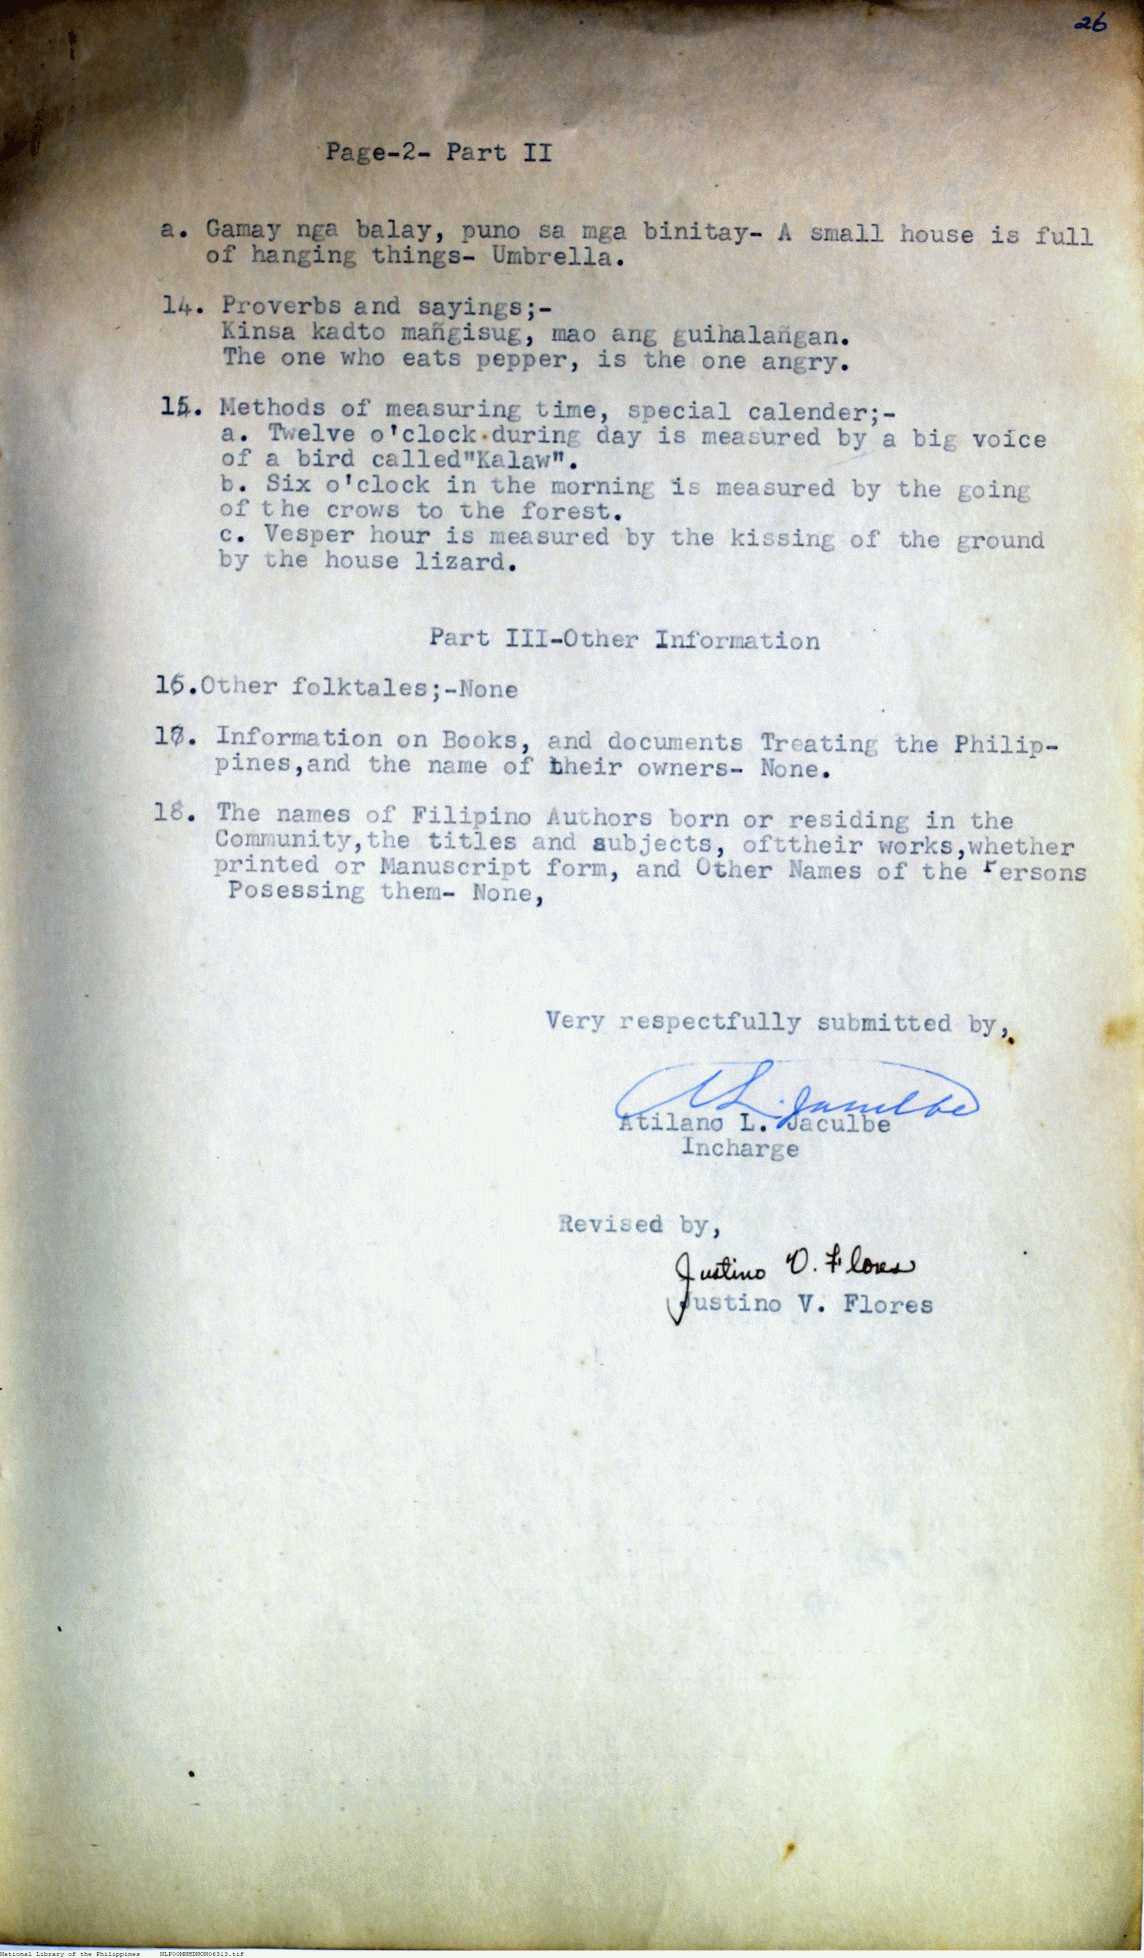 26
Page-2- Part II
a. Gamay nga balay, puno sa mga binitay- A small house is full
of hanging things- Umbrella.
14. Proverbs and sayings;-
Kinsa kadto mañgisug, mao ang guihalañgan.
The one who eats pepper, is the one angry.
15. Methods of measuring time, special calender;-
a. Twelve o'clock during day is measured by a big voice
of a bird called"Kalaw".
b. Six o'clock in the morning is measured by the going
of the crows to the forest.
c. Vesper hour is measured by the kissing of the ground
by the house lizard.
Part III-Other Information
16.Other folktales;-None
17. Information on Books, and documents Treating the Philip-
pines,and the name of their owners- None.
18. The names of Filipino Authors born or residing in the
Community,the titles and subjects, ofttheir works,whether
printed or Manuscript form, and Other Names of the Persons
Posessing them- None,
Very respectfully submitted by,
A L. Jaculbe
Atilano L. Jaculbe
Incharge
Revised by,
Justino V. Flores
Justino V. Flores
National Library of the Philippines